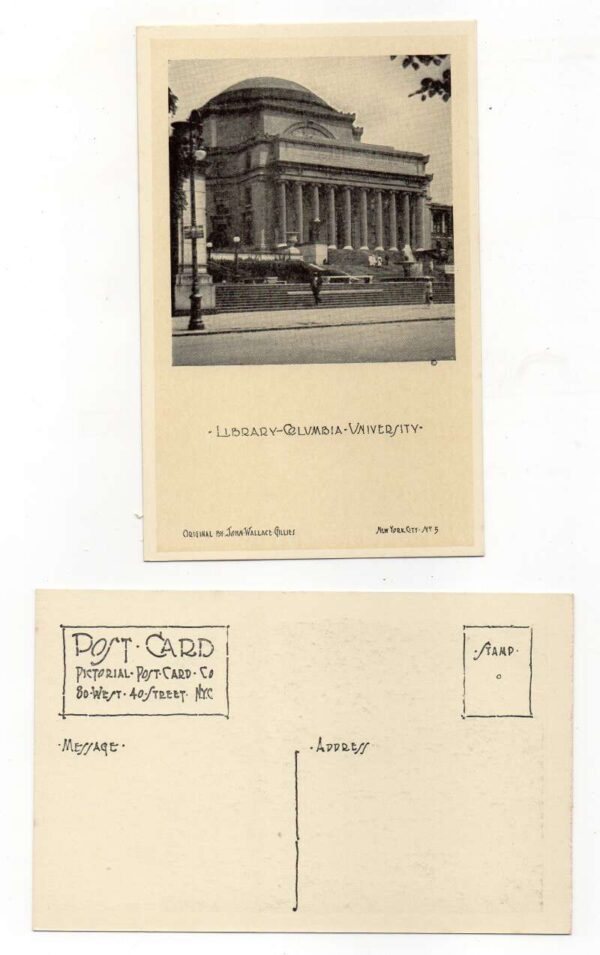 ©
· LIBRARY-COLUMBIA·UNIVERSITY·
ORIGINAL BY JOHN·WALLACE·GILLIES
NEW YORK·CITY· Nº 5
POST·CARD
PICTORIAL·POST·CARD·CO
80·WEST·40·STREET· NYC
·STAMP·
·MESSAGE·
·ADDRESS